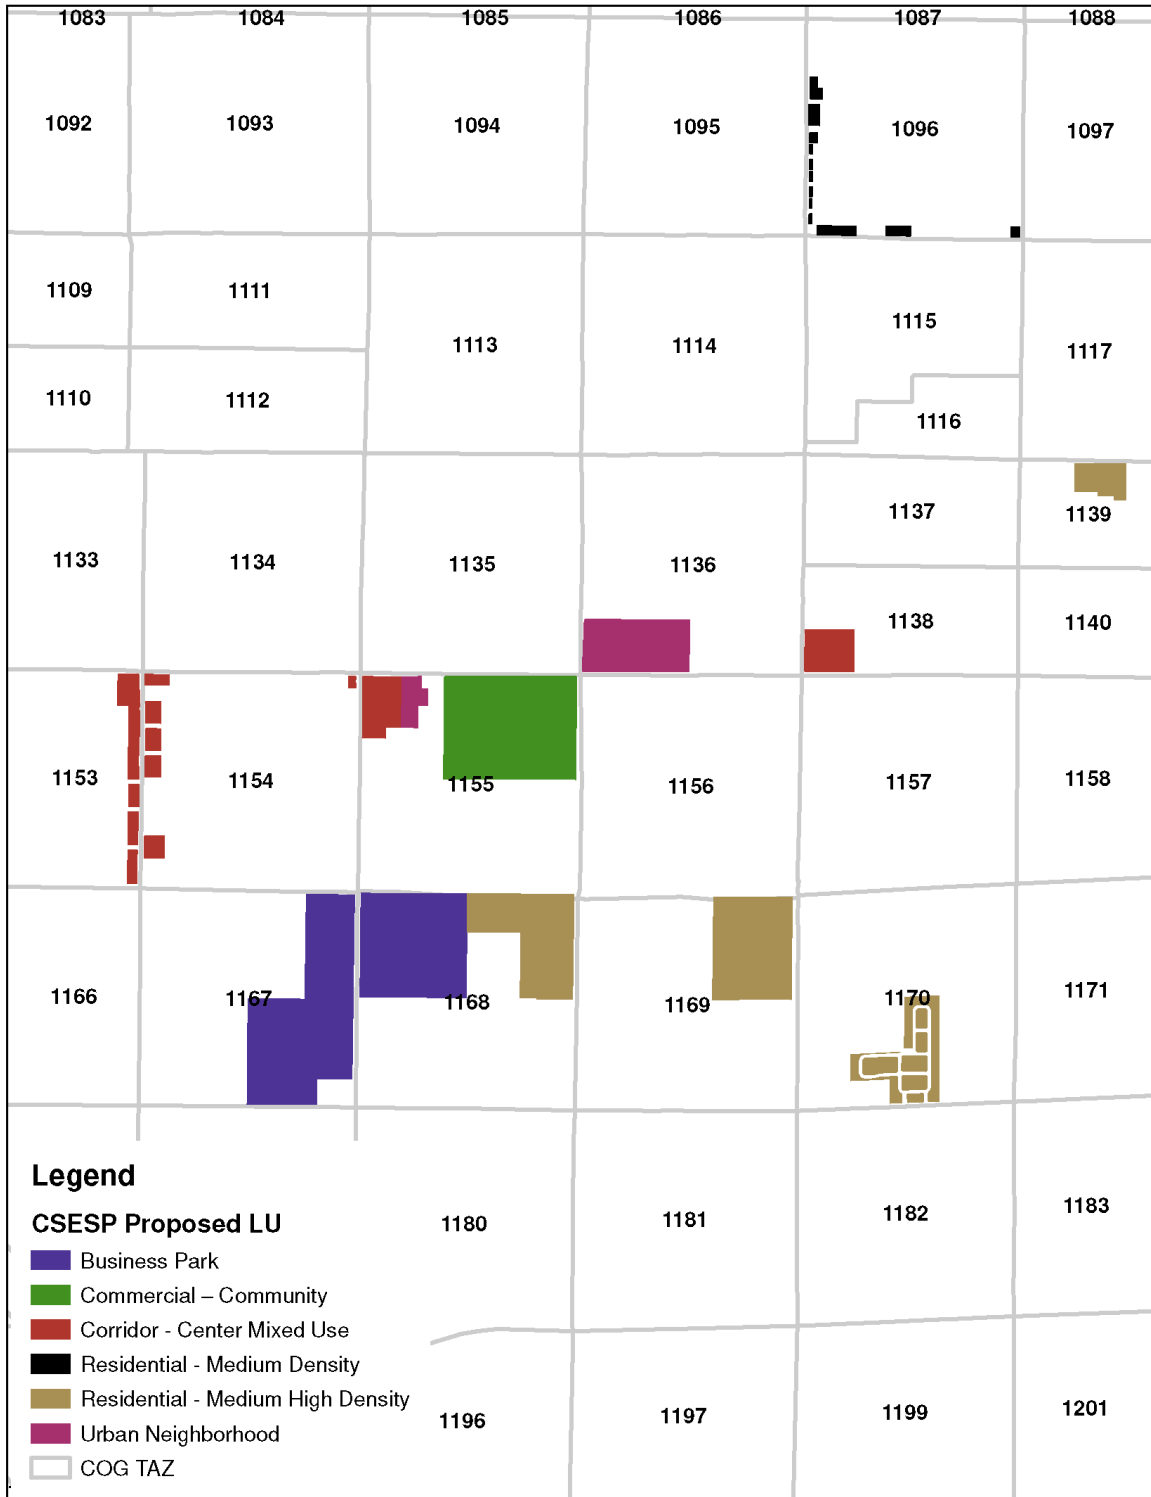 1083 1084 1085 1086 1087 1088
1092 1093 1094 1095 1096 1097
1109 1111 1113 1114 1115 1117
1110 1112 1116
1133 1134 1135 1136 1137 1139
1138 1140
1153 1154 1155 1156 1157 1158
1166 1167 1168 1169 1170 1171
1180 1181 1182 1183
1196 1197 1199 1201
Legend
CSESP Proposed LU
Business Park
Commercial – Community
Corridor - Center Mixed Use
Residential - Medium Density
Residential - Medium High Density
Urban Neighborhood
COG TAZ